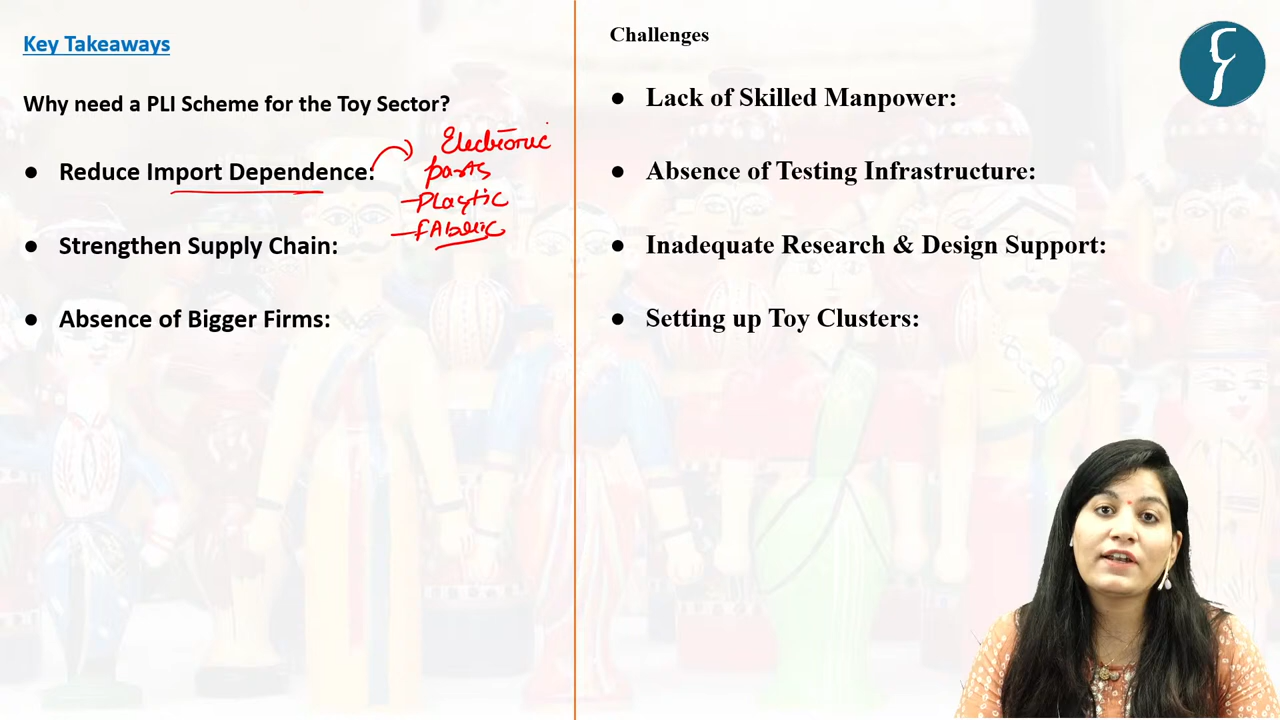 Key Takeaways
Why need a PLI Scheme for the Toy Sector?
● Reduce Import Dependence:
Electronic
parts
- Plastic
- fAbric
● Strengthen Supply Chain:
● Absence of Bigger Firms:
Challenges
● Lack of Skilled Manpower:
● Absence of Testing Infrastructure:
● Inadequate Research & Design Support:
● Setting up Toy Clusters: